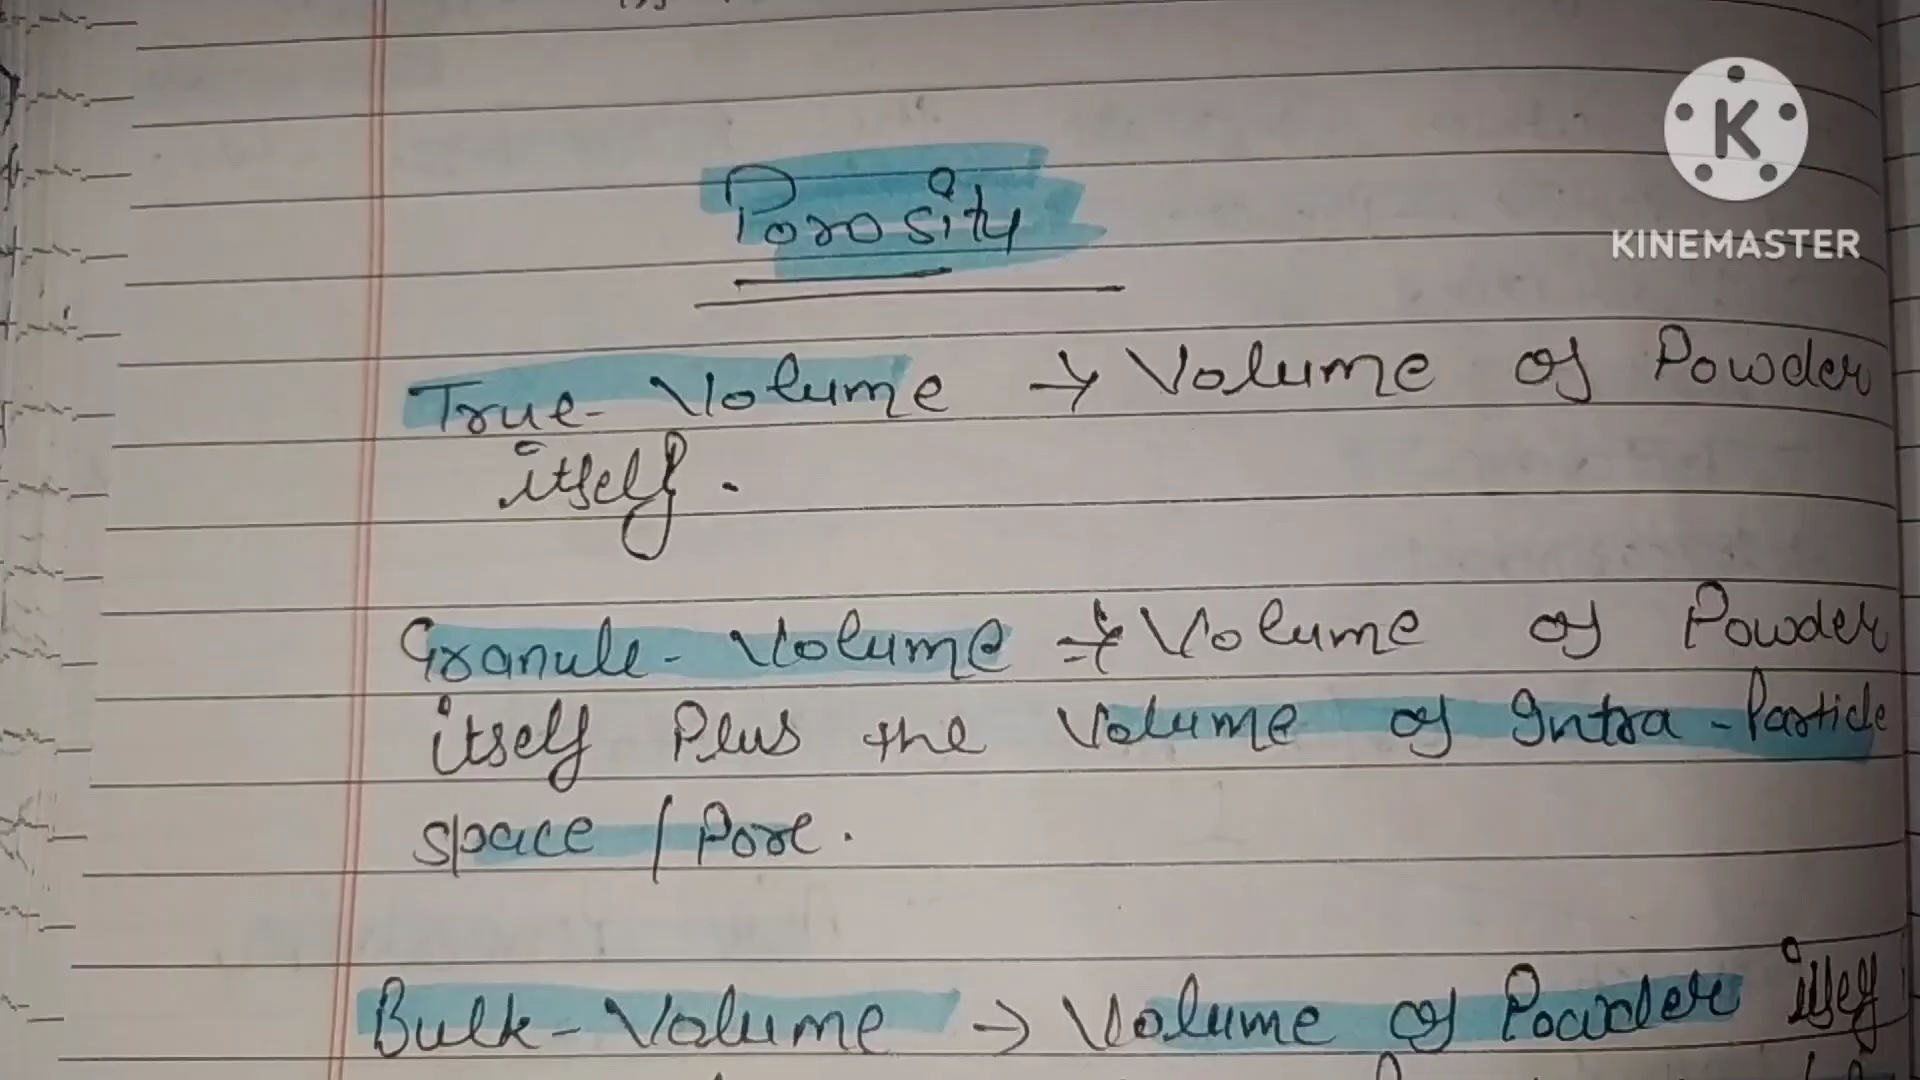 KINEMASTER
Porosity
True-Volume → Volume of Powder
itself.
Granule-Volume → Volume of Powder
itself Plus the Volume of Intra-Particle
space / Pore.
Bulk-Volume → Volume of Powder itself